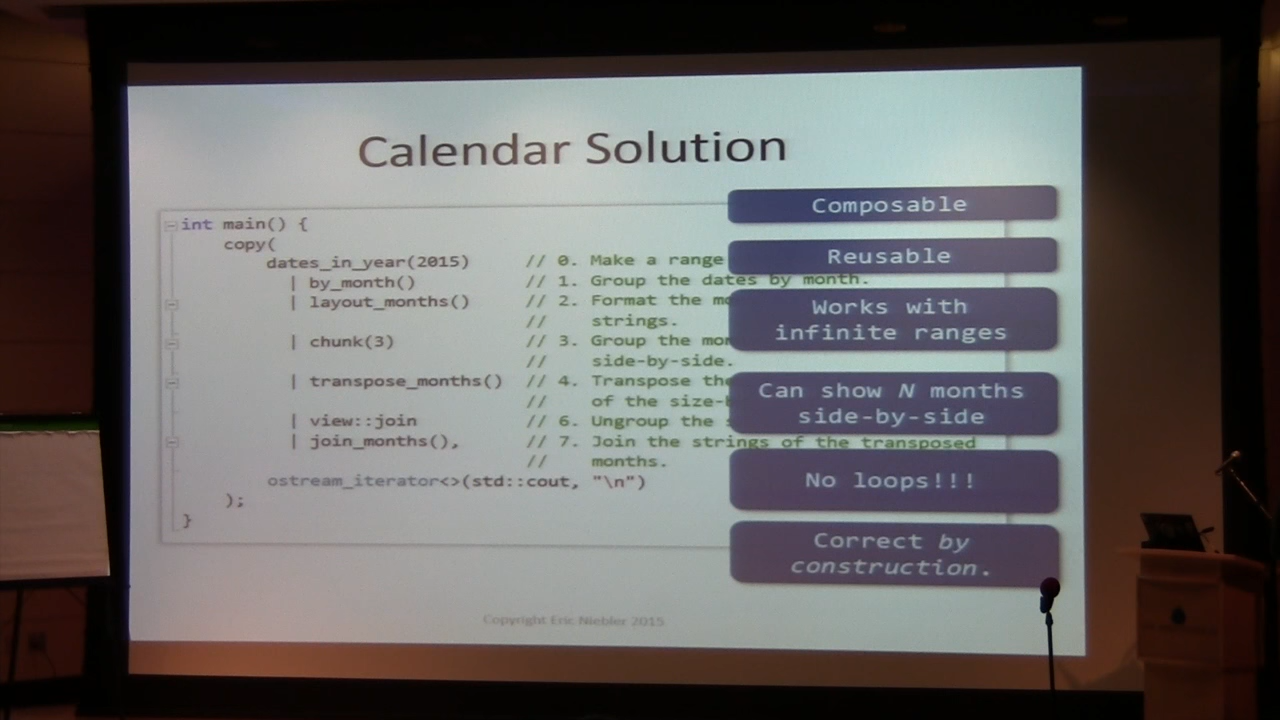 Calendar Solution
int main() {
copy(
dates_in_year(2015) // 0. Make a range
| by_month() // 1. Group the dates by month.
| layout_months() // 2. Format the
// strings.
| chunk(3) // 3. Group the
// side-by-side.
| transpose_months() // 4. Transpose the
// of the
| view::join // 6. Ungroup the
| join_months(), // 7. Join the strings of the transposed
// months.
ostream_iterator<>(std::cout, "\n")
);
}
Composable
Reusable
Works with
infinite ranges
Can show N months
side-by-side
No loops!!!
Correct by
construction.
Copyright Eric Niebler 2015